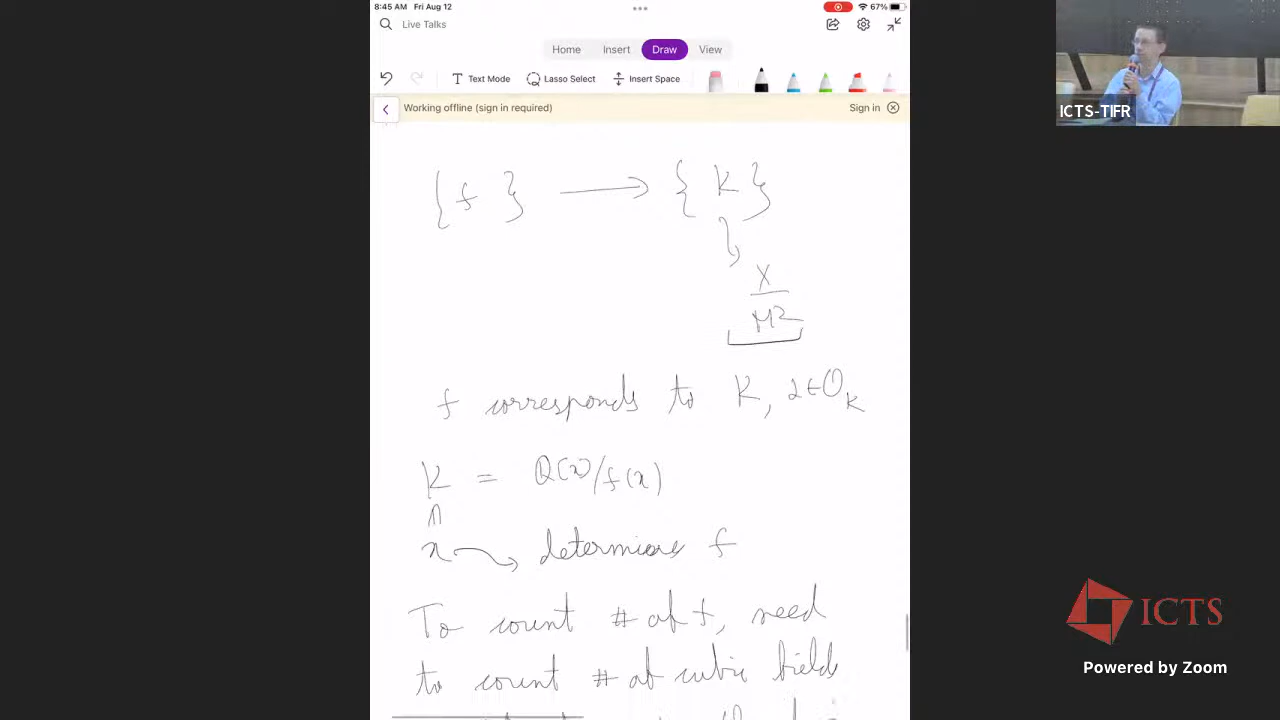 8:45 AM Fri Aug 12
67%
Live Talks
Home Insert Draw View
Text Mode Lasso Select Insert Space
Working offline (sign in required) Sign in
{ f } → { K }
X
M²
f corresponds to K, α ∈ O_K
K = Q(x)/f(x)
x determines f
To count # of f, need
to count # of cubic fields
ICTS-TIFR
ICTS
Powered by Zoom